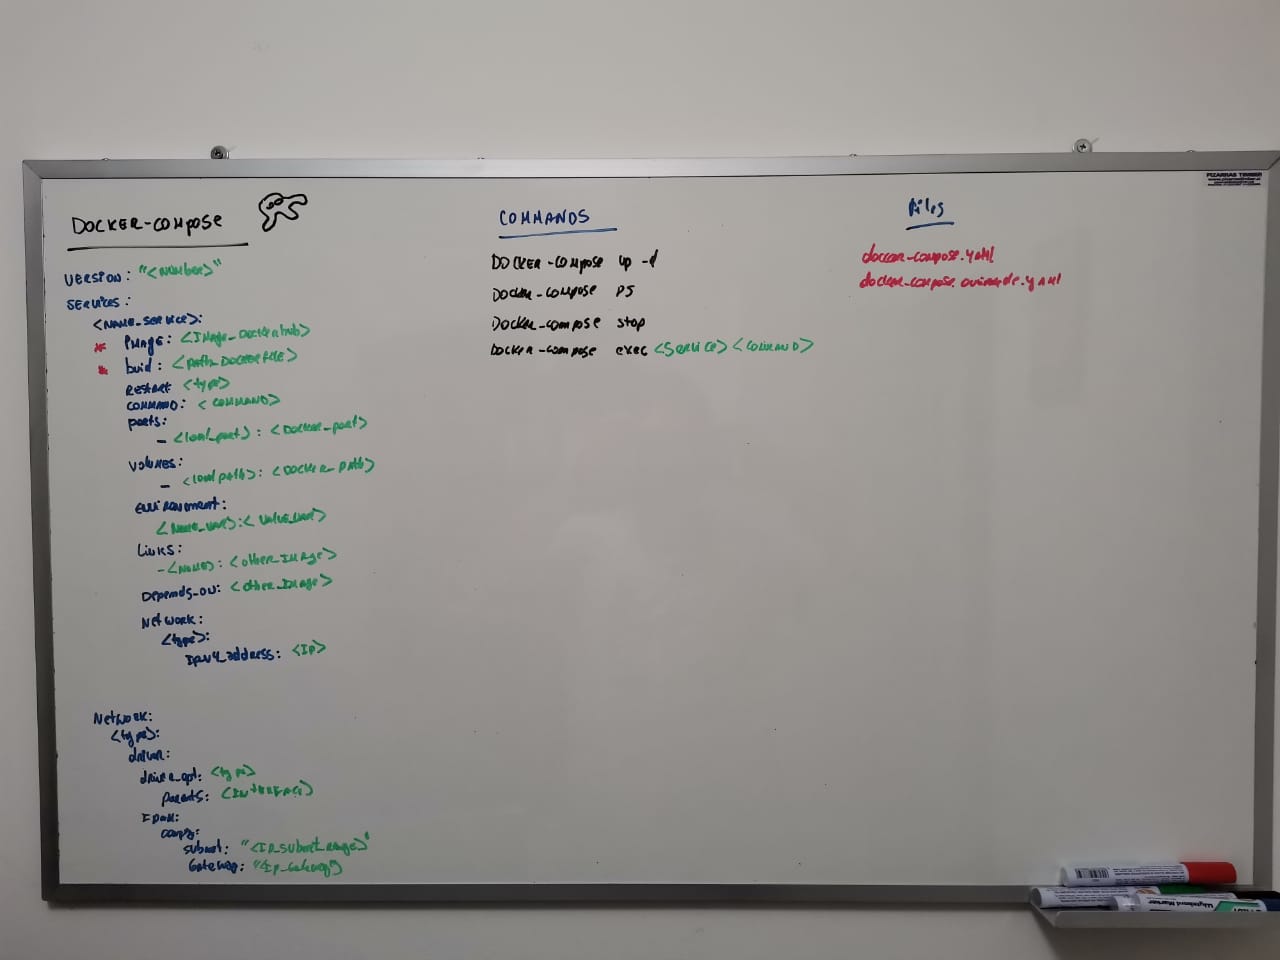 DOCKER-COMPOSE
VERSION: "<NUMBER>"
SERVICES:
<NAME_SERVICE>:
* IMAGE: <IMAGE_DOCKERhub>
* buid: <PATH_DOCKERFILE>
RESTART <type>
COMMAND: <COMMAND>
ports:
- <local_port>: <Docker_port>
VOLUMES:
- <local path>: <DOCKER_PATH>
ENVIRONMENT:
<NAME_VAR>:<VALUE_VAR>
Links:
-<NAME>: <other_IMAge>
Depends_on: <other_IMAge>
Network:
<type>:
IPv4_address: <Ip>
Network:
<type>:
driver:
driver_opt: <type>
parents: <INTERFACE>
IPAM:
config:
subnet: "<IP_subnet_range>"
Gateway: "<Ip_Gateway>
COMMANDS
DOCKER-COMPOSE up -d
Docker-compose ps
Docker-compose stop
Docker-compose exec <Service> <COMMAND>
Files
docker-compose.yaml
docker-compose.override.yaml
PIZARRAS